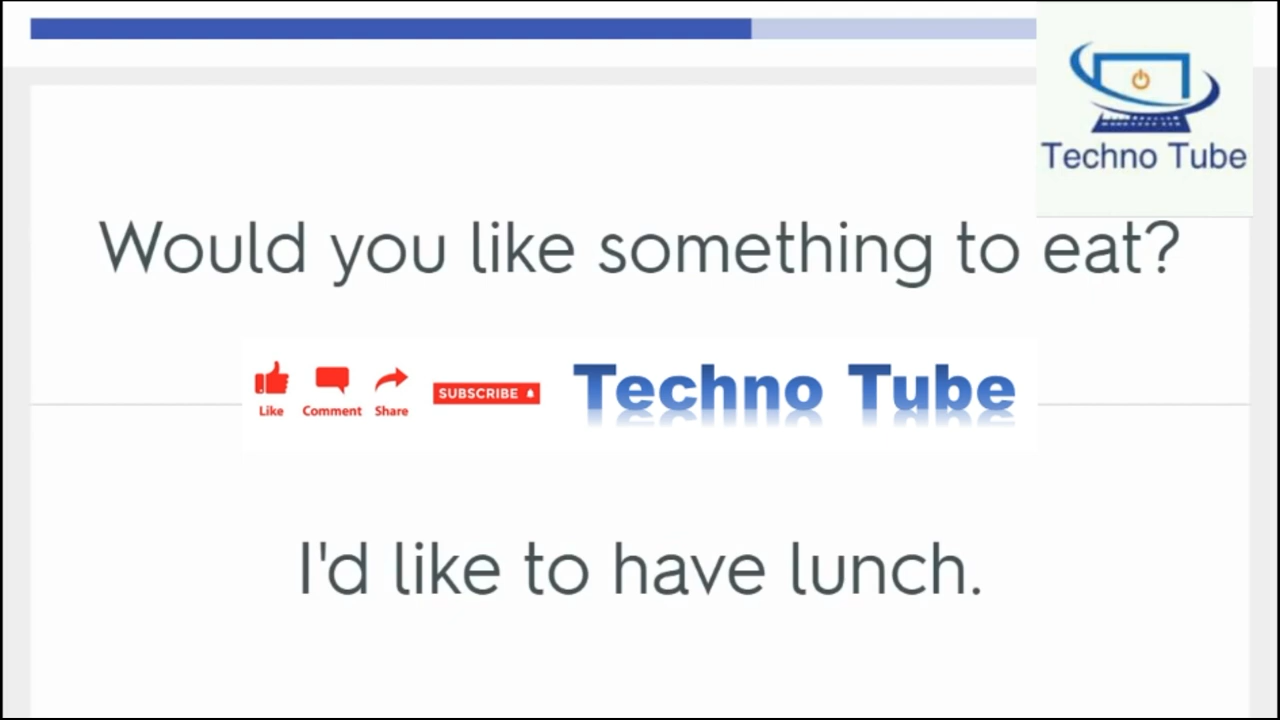 Techno Tube
Would you like something to eat?
Like Comment Share SUBSCRIBE Techno Tube
I'd like to have lunch.